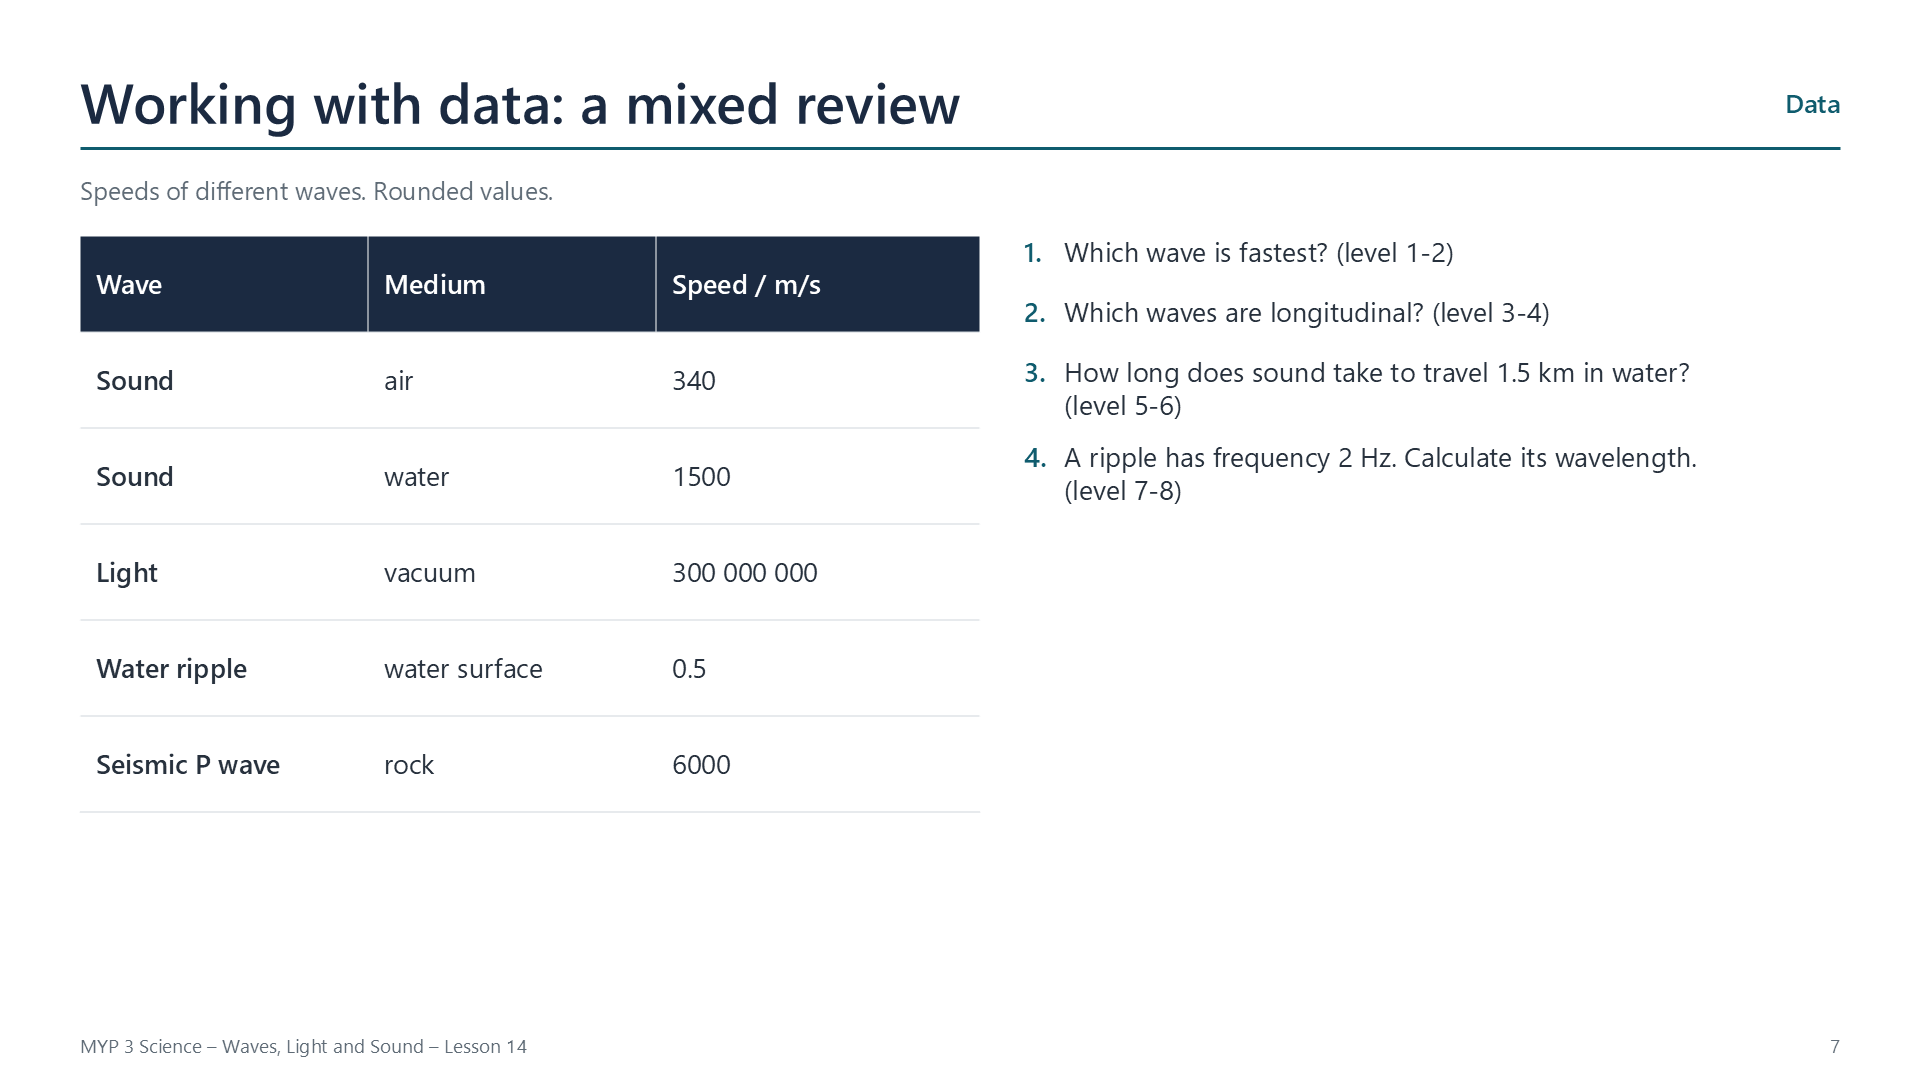 Working with data: a mixed review
Data
Speeds of different waves. Rounded values.
Wave Medium Speed / m/s
Sound air 340
Sound water 1500
Light vacuum 300 000 000
Water ripple water surface 0.5
Seismic P wave rock 6000
1. Which wave is fastest? (level 1-2)
2. Which waves are longitudinal? (level 3-4)
3. How long does sound take to travel 1.5 km in water?
(level 5-6)
4. A ripple has frequency 2 Hz. Calculate its wavelength.
(level 7-8)
MYP 3 Science – Waves, Light and Sound – Lesson 14
7